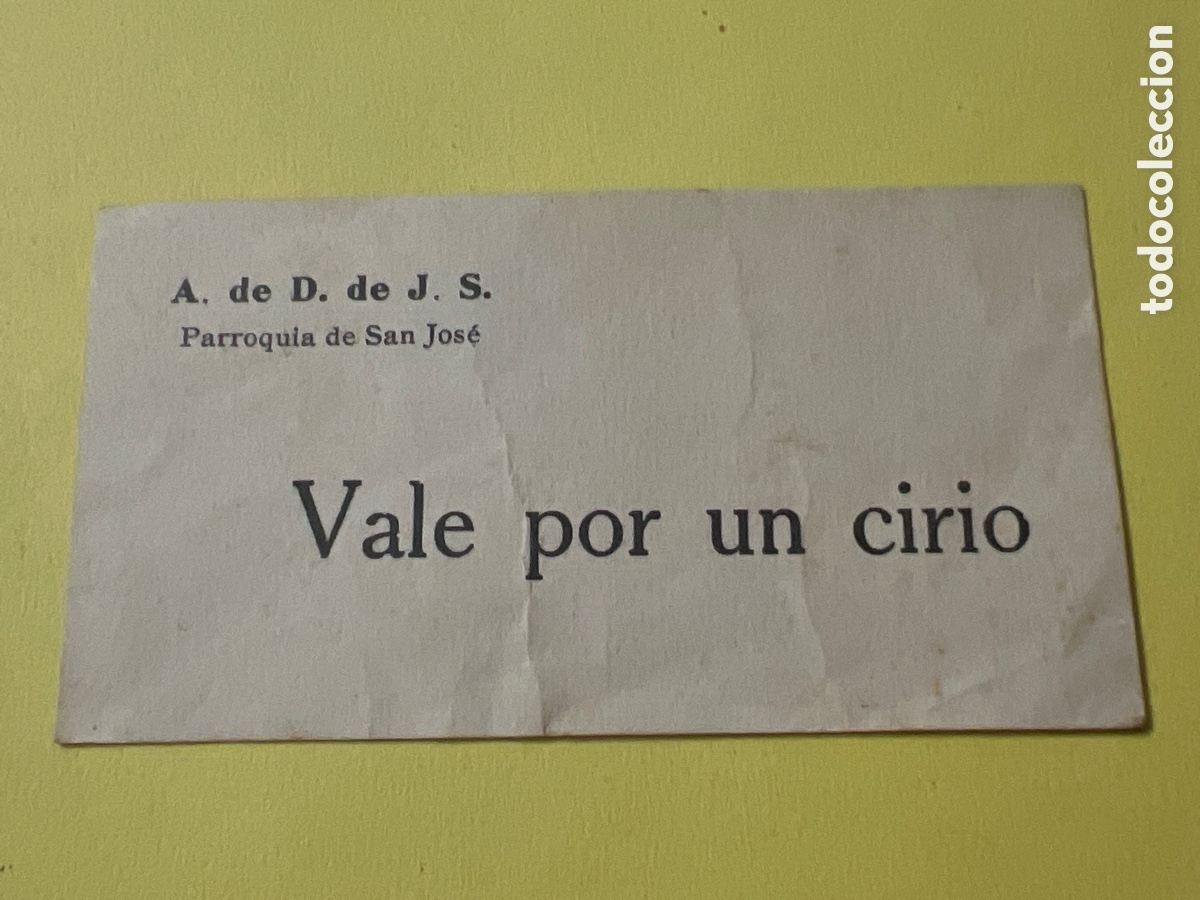 A. de D. de J. S.
Parroquia de San José
Vale por un cirio
todocoleccion